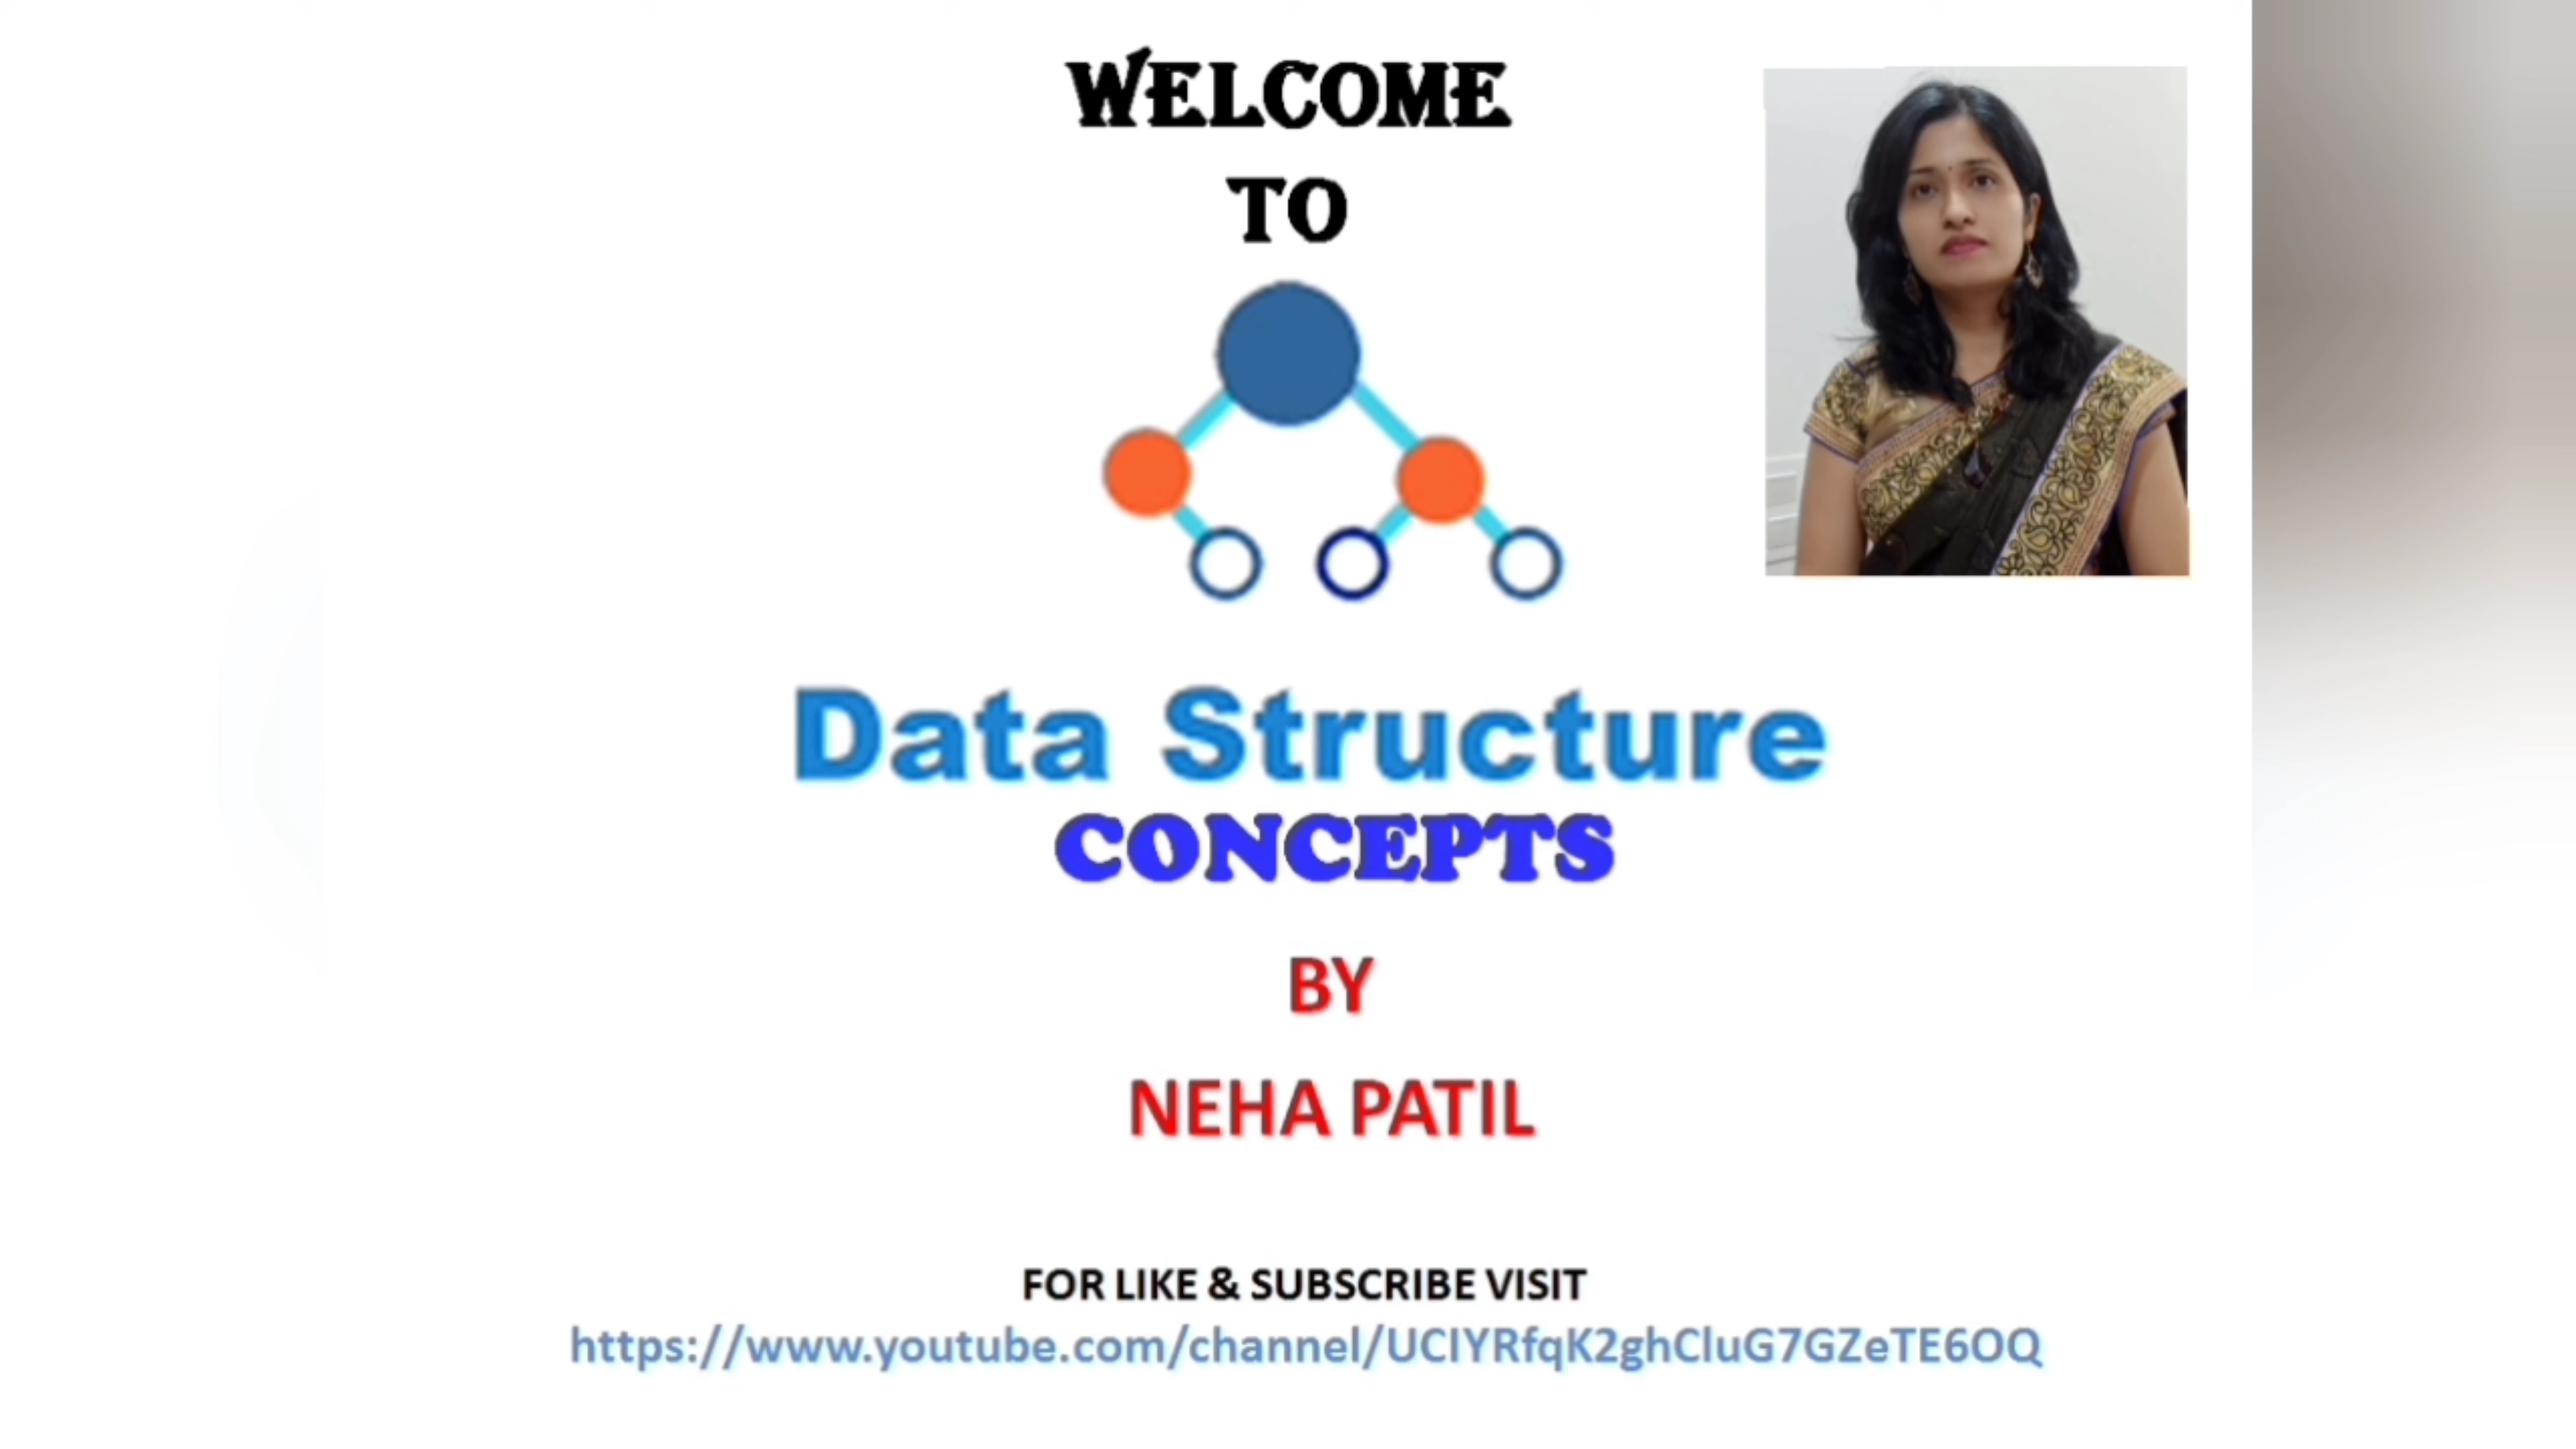 WELCOME
TO
Data Structure
CONCEPTS
BY
NEHA PATIL
FOR LIKE & SUBSCRIBE VISIT
https://www.youtube.com/channel/UCIYRfqK2ghCluG7GZeTE6OQ